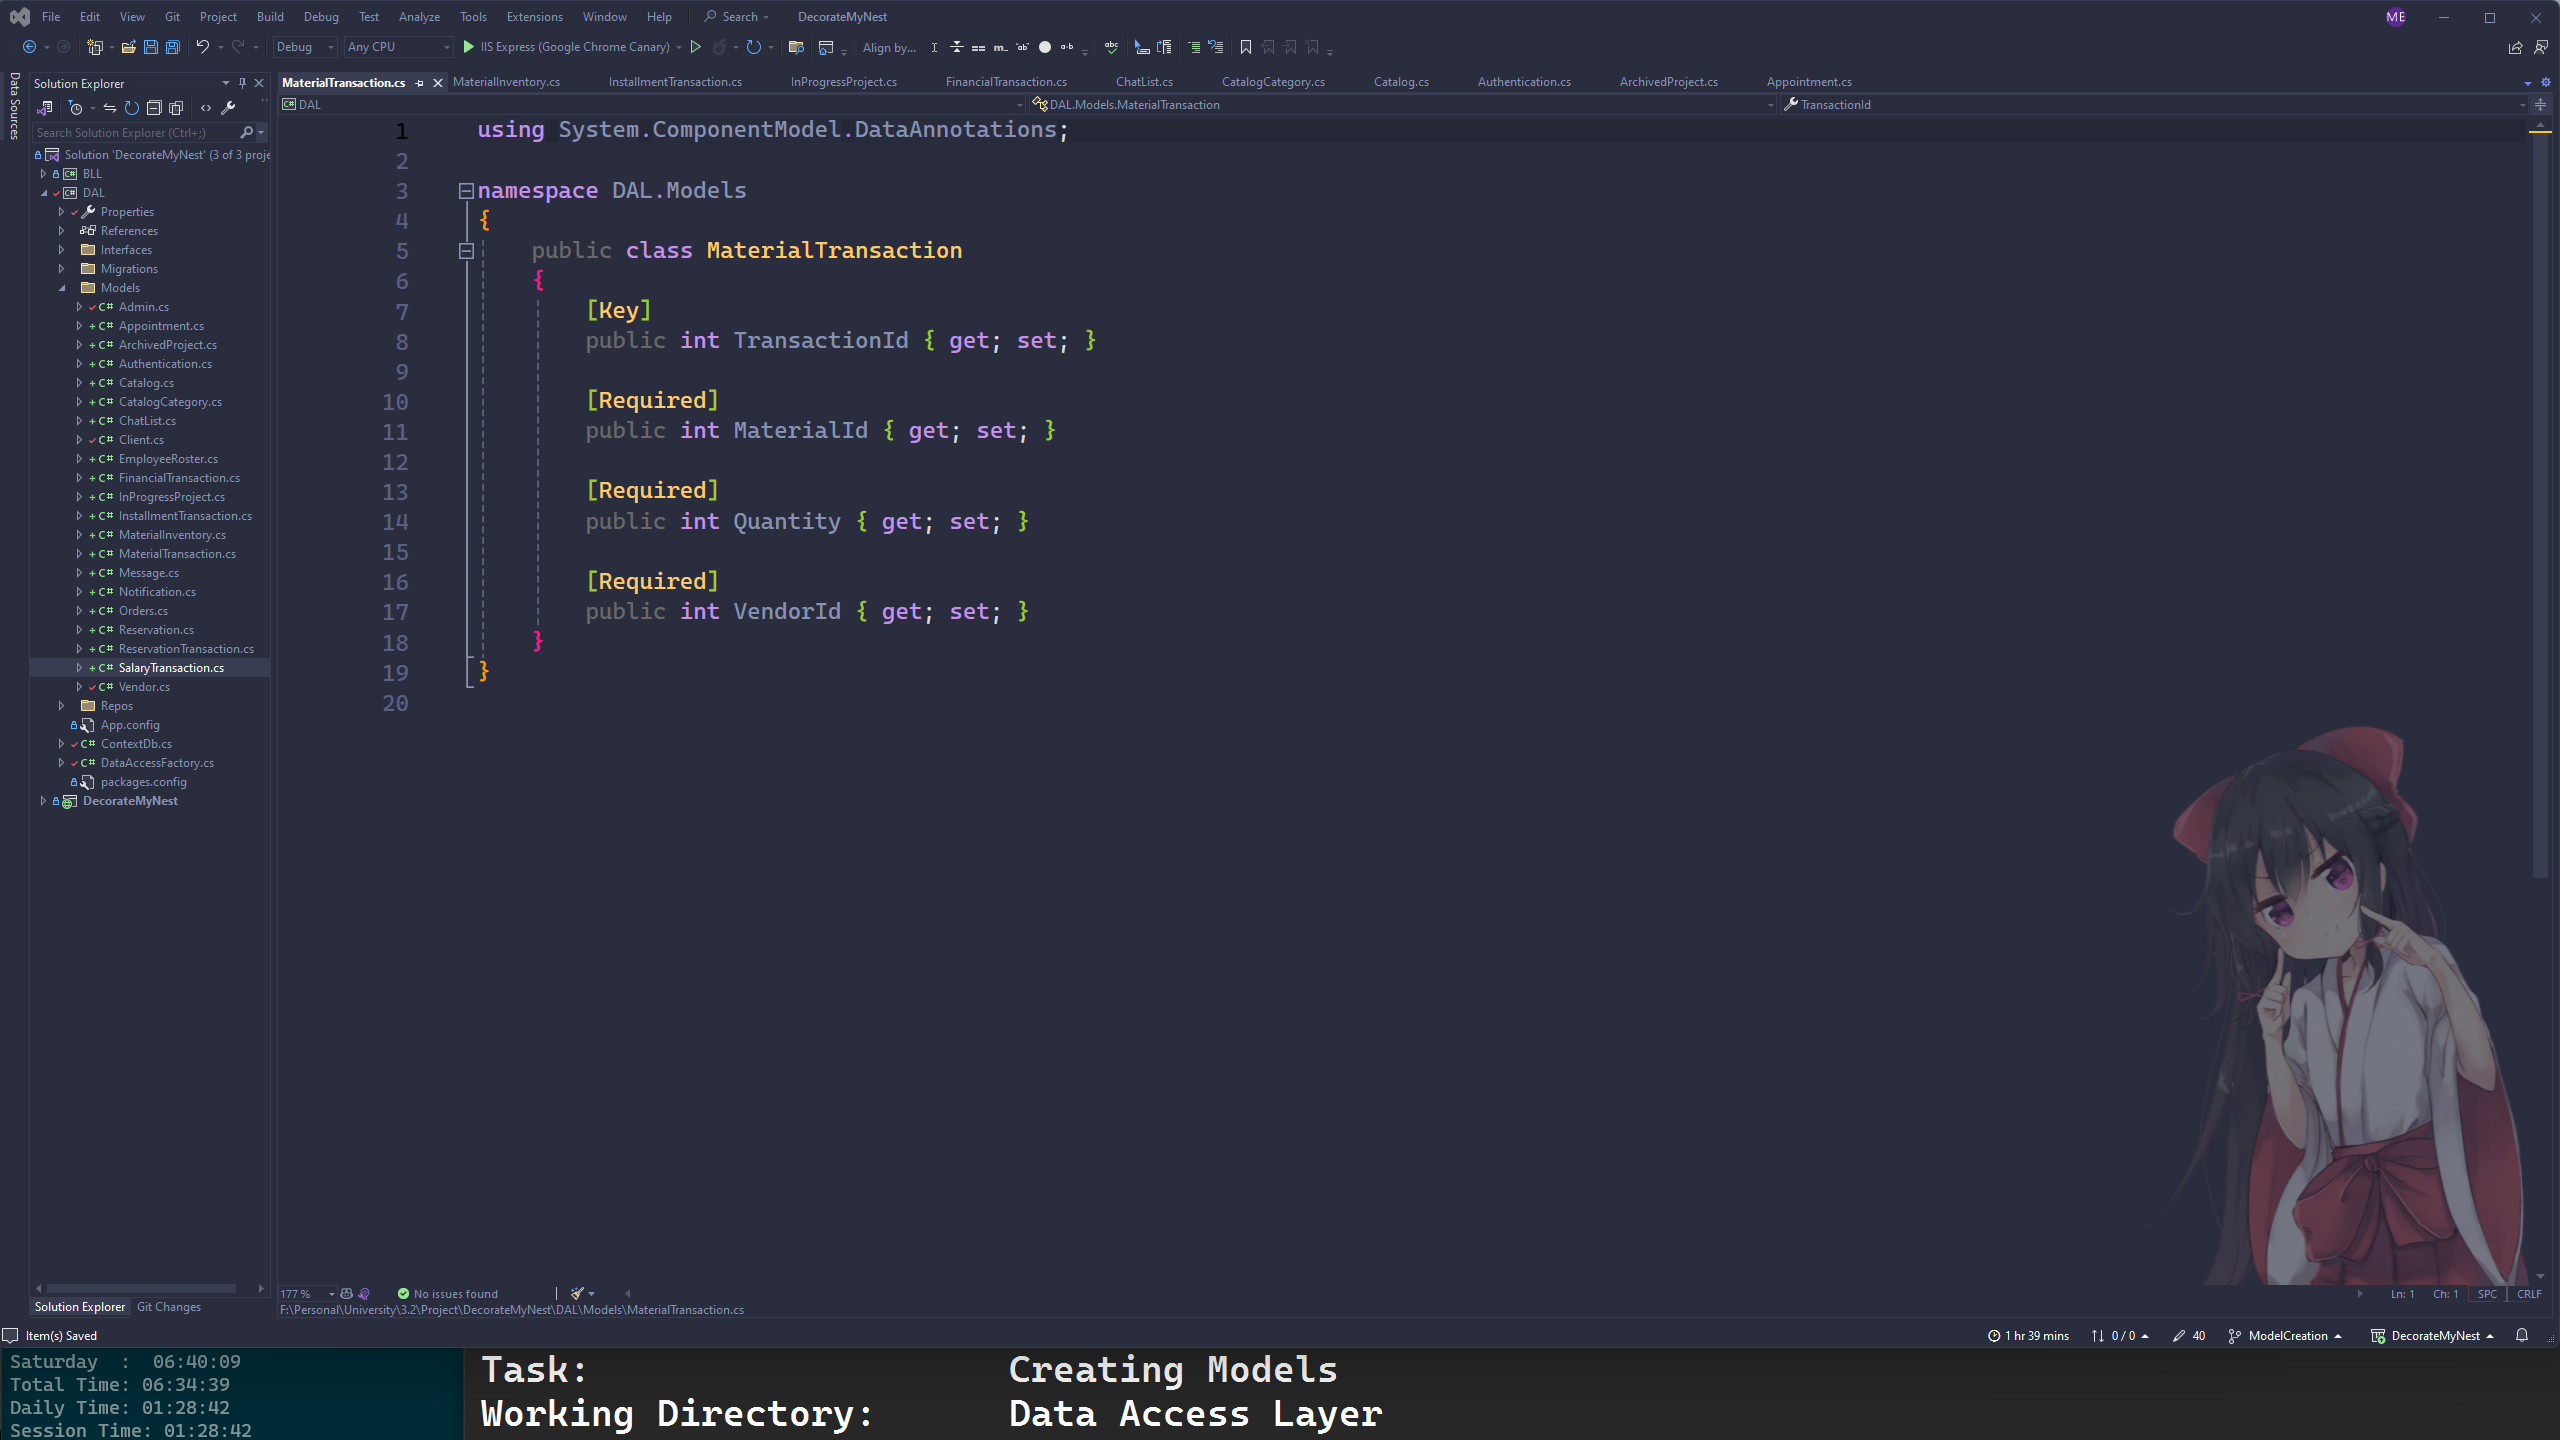 File Edit View Git Project Build Debug Test Analyze Tools Extensions Window Help Search DecorateMyNest ME
Debug Any CPU IIS Express (Google Chrome Canary) Align by...
Data Sources
Solution Explorer
Search Solution Explorer (Ctrl+;)
Solution 'DecorateMyNest' (3 of 3 proje
BLL
DAL
Properties
References
Interfaces
Migrations
Models
C# Admin.cs
C# Appointment.cs
C# ArchivedProject.cs
C# Authentication.cs
C# Catalog.cs
C# CatalogCategory.cs
C# ChatList.cs
C# Client.cs
C# EmployeeRoster.cs
C# FinancialTransaction.cs
C# InProgressProject.cs
C# InstallmentTransaction.cs
C# MaterialInventory.cs
C# MaterialTransaction.cs
C# Message.cs
C# Notification.cs
C# Orders.cs
C# Reservation.cs
C# ReservationTransaction.cs
C# SalaryTransaction.cs
C# Vendor.cs
Repos
App.config
C# ContextDb.cs
C# DataAccessFactory.cs
packages.config
DecorateMyNest
Solution Explorer Git Changes
MaterialTransaction.cs MaterialInventory.cs InstallmentTransaction.cs InProgressProject.cs FinancialTransaction.cs ChatList.cs CatalogCategory.cs Catalog.cs Authentication.cs ArchivedProject.cs Appointment.cs
DAL DAL.Models.MaterialTransaction TransactionId
1 using System.ComponentModel.DataAnnotations;
2
3 namespace DAL.Models
4 {
5 public class MaterialTransaction
6 {
7 [Key]
8 public int TransactionId { get; set; }
9
10 [Required]
11 public int MaterialId { get; set; }
12
13 [Required]
14 public int Quantity { get; set; }
15
16 [Required]
17 public int VendorId { get; set; }
18 }
19 }
20
177 % No issues found Ln: 1 Ch: 1 SPC CRLF
F:\Personal\University\3.2\Project\DecorateMyNest\DAL\Models\MaterialTransaction.cs
Item(s) Saved 1 hr 39 mins 0 / 0 40 ModelCreation DecorateMyNest
Saturday : 06:40:09
Total Time: 06:34:39
Daily Time: 01:28:42
Session Time: 01:28:42
Task: Creating Models
Working Directory: Data Access Layer